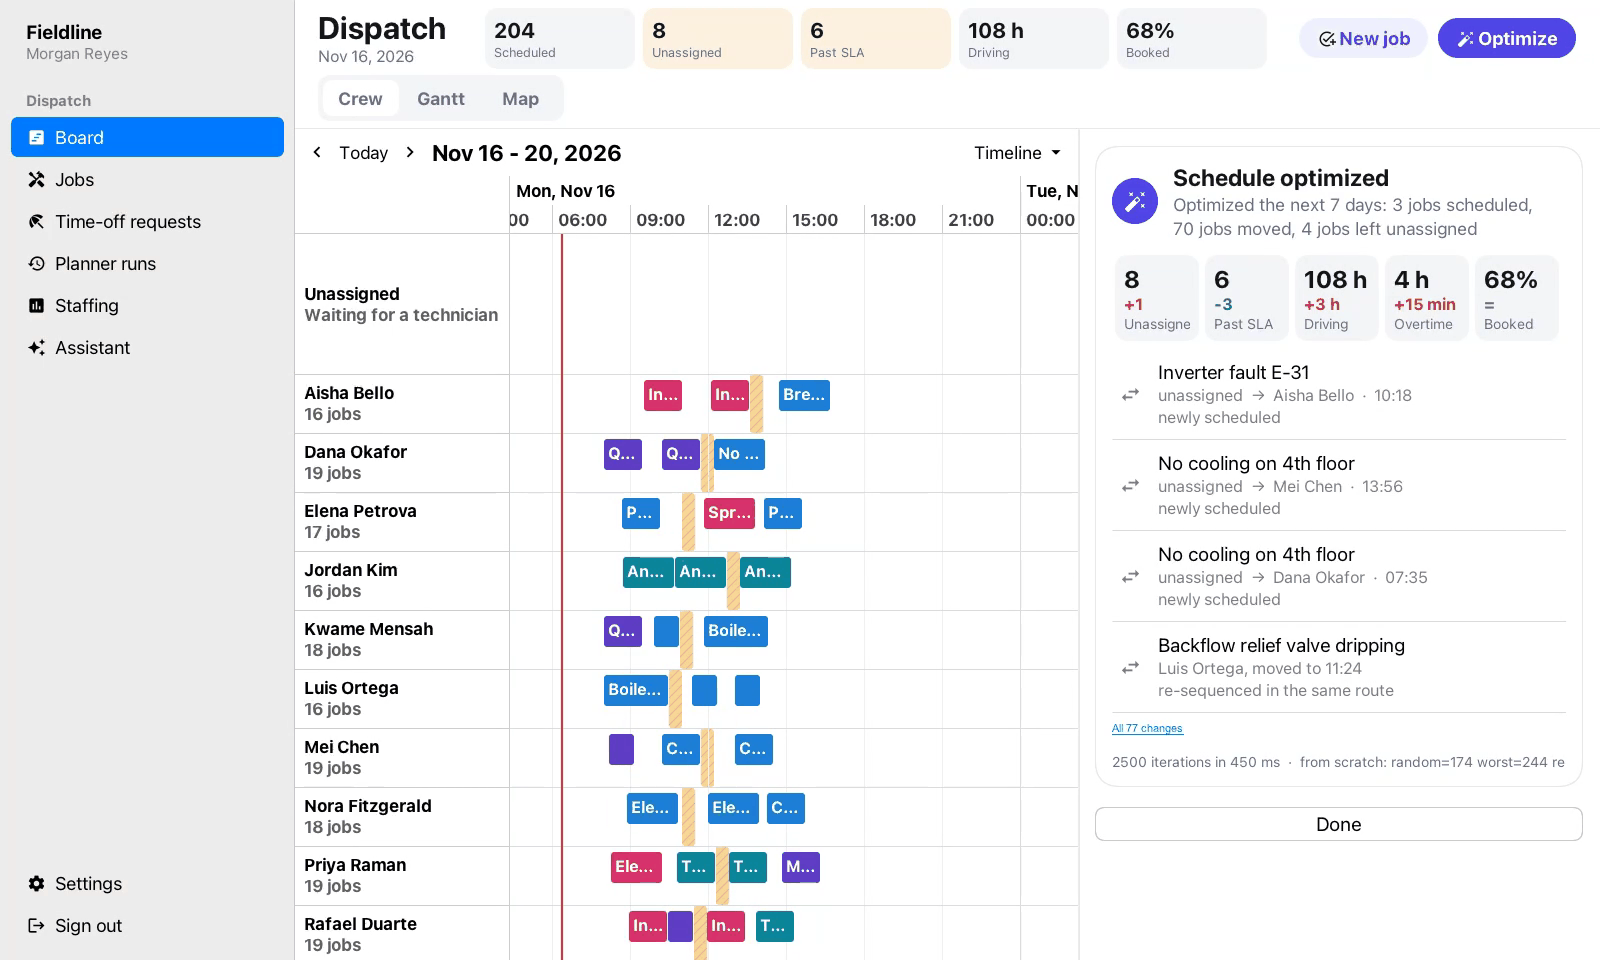 Fieldline
Morgan Reyes
Dispatch
Board
Jobs
Time-off requests
Planner runs
Staffing
Assistant
Settings
Sign out
Dispatch
Nov 16, 2026
204
Scheduled
8
Unassigned
6
Past SLA
108 h
Driving
68%
Booked
New job
Optimize
Crew
Gantt
Map
Today
Nov 16 - 20, 2026
Timeline
Mon, Nov 16
Tue, N
00
06:00
09:00
12:00
15:00
18:00
21:00
00:00
Unassigned
Waiting for a technician
Aisha Bello
16 jobs
In...
In...
Bre...
Dana Okafor
19 jobs
Q...
Q...
No ...
Elena Petrova
17 jobs
P...
Spr...
P...
Jordan Kim
16 jobs
An...
An...
An...
Kwame Mensah
18 jobs
Q...
Boile...
Luis Ortega
16 jobs
Boile...
Mei Chen
19 jobs
C...
C...
Nora Fitzgerald
18 jobs
Ele...
Ele...
C...
Priya Raman
19 jobs
Ele...
T...
T...
M...
Rafael Duarte
19 jobs
In...
In...
T...
Schedule optimized
Optimized the next 7 days: 3 jobs scheduled,
70 jobs moved, 4 jobs left unassigned
8
+1
Unassigne
6
-3
Past SLA
108 h
+3 h
Driving
4 h
+15 min
Overtime
68%
=
Booked
Inverter fault E-31
unassigned → Aisha Bello · 10:18
newly scheduled
No cooling on 4th floor
unassigned → Mei Chen · 13:56
newly scheduled
No cooling on 4th floor
unassigned → Dana Okafor · 07:35
newly scheduled
Backflow relief valve dripping
Luis Ortega, moved to 11:24
re-sequenced in the same route
All 77 changes
2500 iterations in 450 ms · from scratch: random=174 worst=244 re
Done